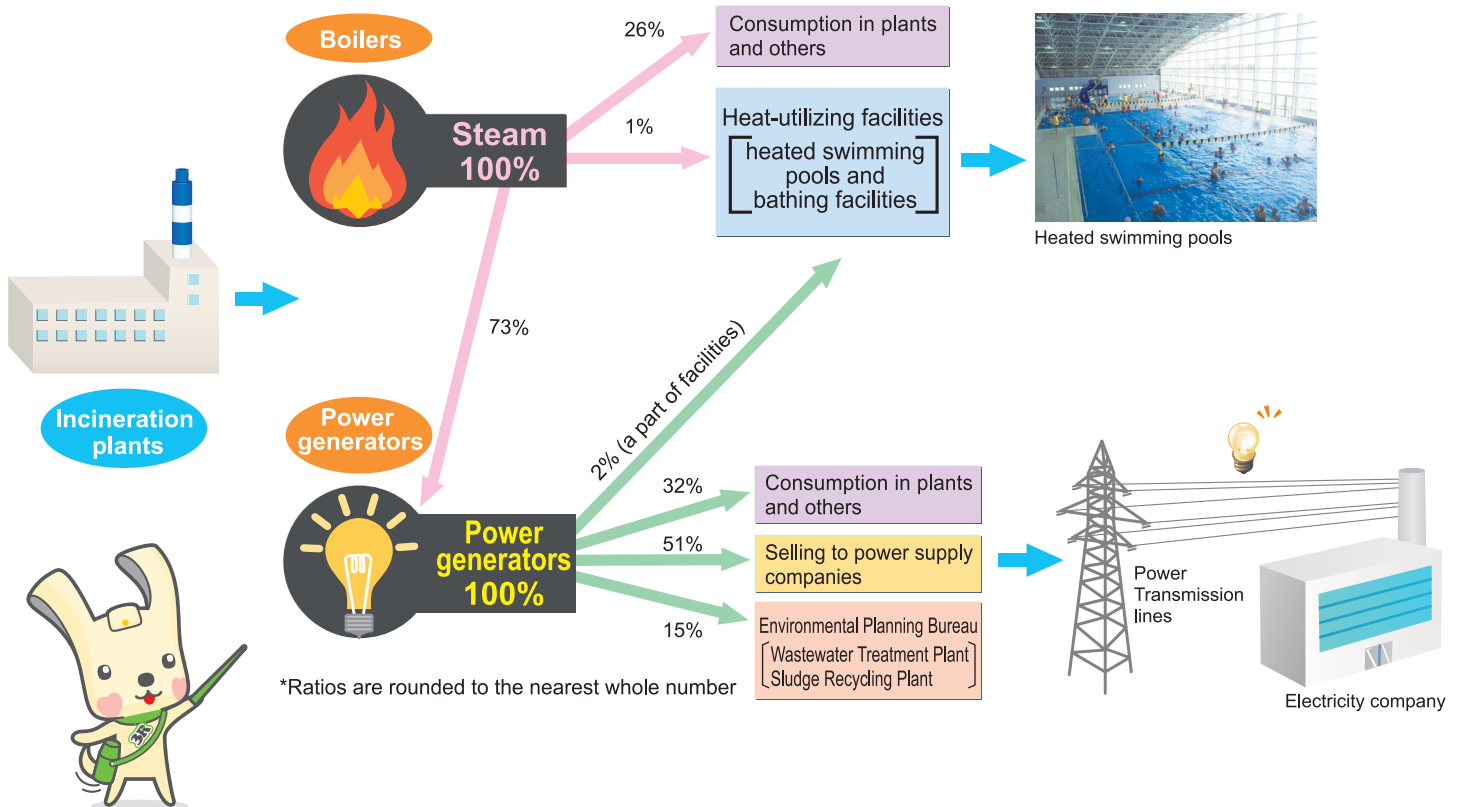 Boilers
26%
Consumption in plants
and others
Steam
100%
1%
Heat-utilizing facilities
heated swimming
pools and
bathing facilities
Heated swimming pools
73%
Incineration
plants
Power
generators
2% (a part of facilities)
Power
generators
100%
32%
Consumption in plants
and others
51%
Selling to power supply
companies
15%
Environmental Planning Bureau
Wastewater Treatment Plant
Sludge Recycling Plant
Power
Transmission
lines
Electricity company
*Ratios are rounded to the nearest whole number
3R